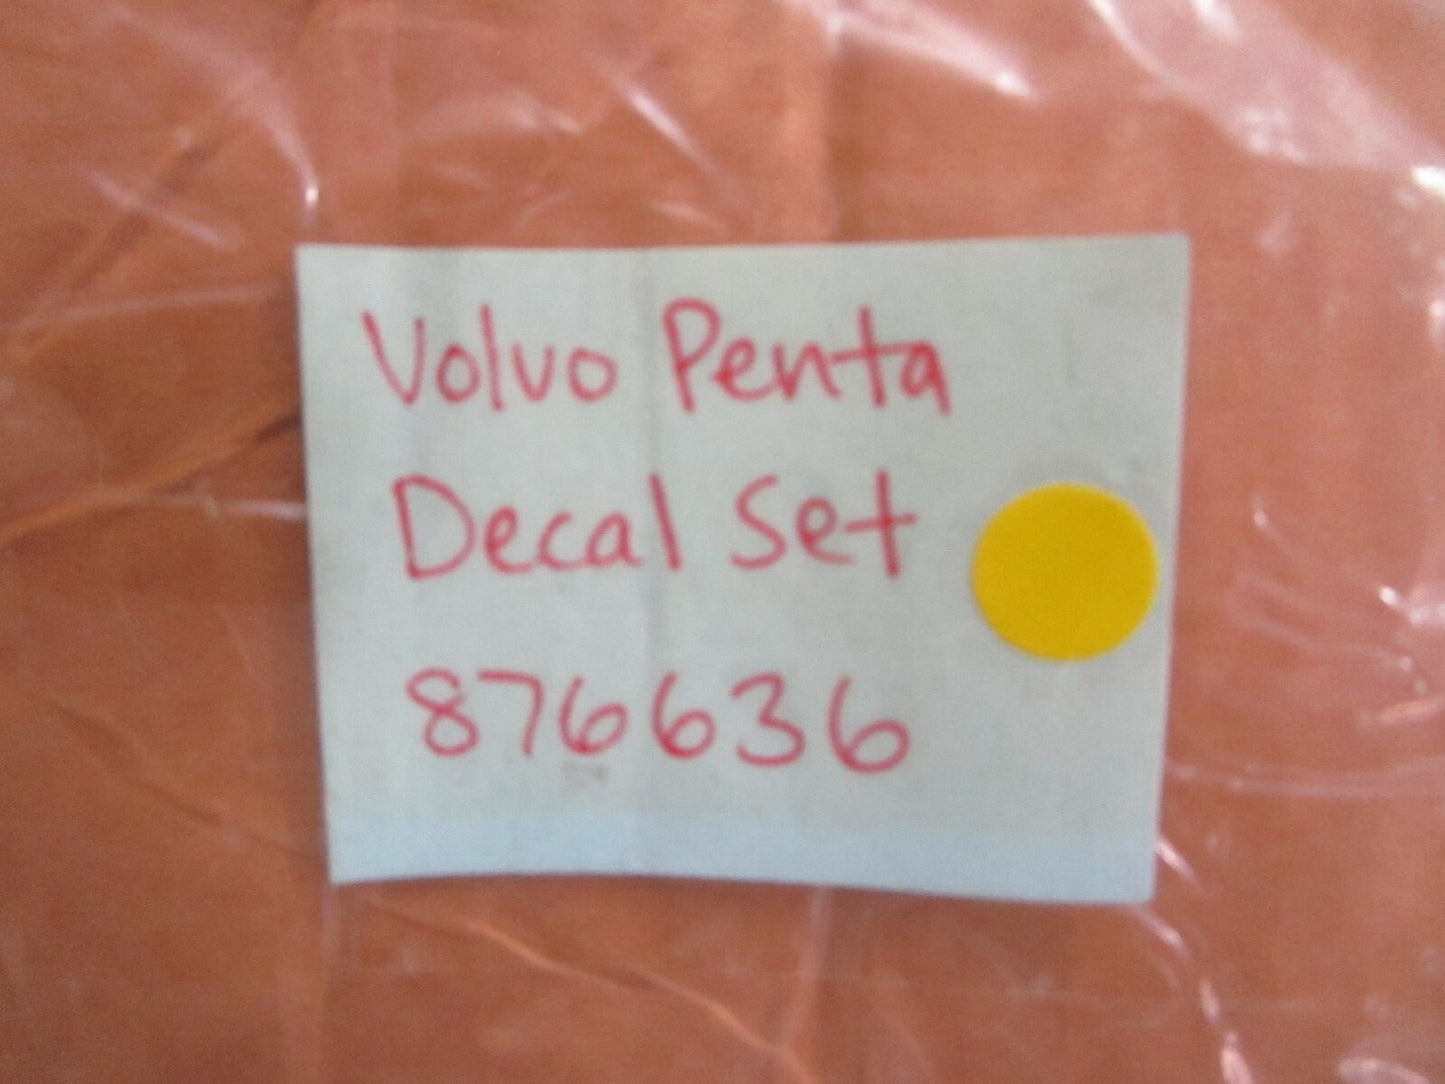 Volvo Penta
Decal Set
876636